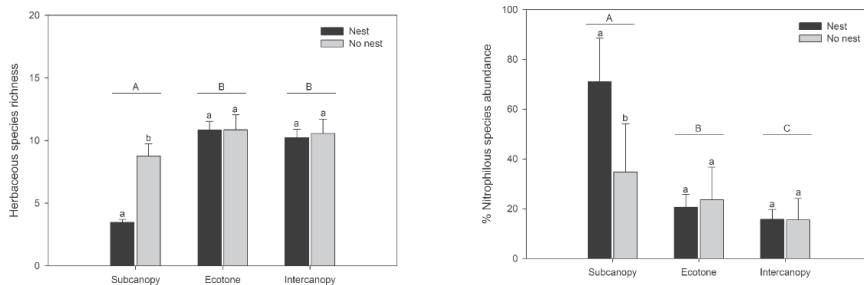 Herbaceous species richness
20
15
10
5
0
Nest
No nest
A
B
B
a
b
a
a
a
a
Subcanopy
Ecotone
Intercanopy
% Nitrophilous species abundance
100
80
60
40
20
0
Nest
No nest
A
B
C
a
b
a
a
a
a
Subcanopy
Ecotone
Intercanopy